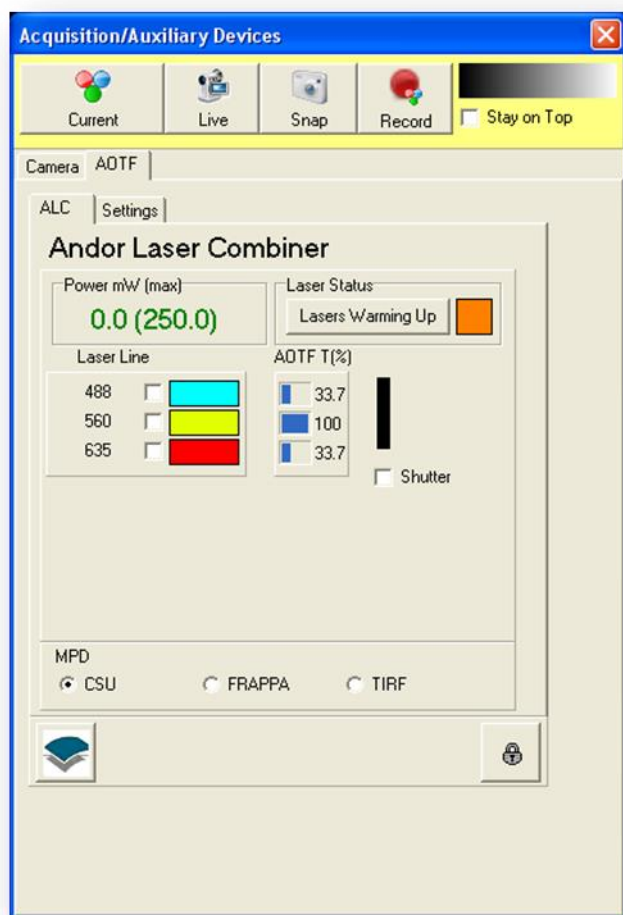 Acquisition/Auxiliary Devices
Current Live Snap Record Stay on Top
Camera AOTF
ALC Settings
Andor Laser Combiner
Power mW (max) Laser Status
0.0 (250.0) Lasers Warming Up
Laser Line AOTF T(%)
488 33.7
560 100
635 33.7
Shutter
MPD
CSU FRAPPA TIRF